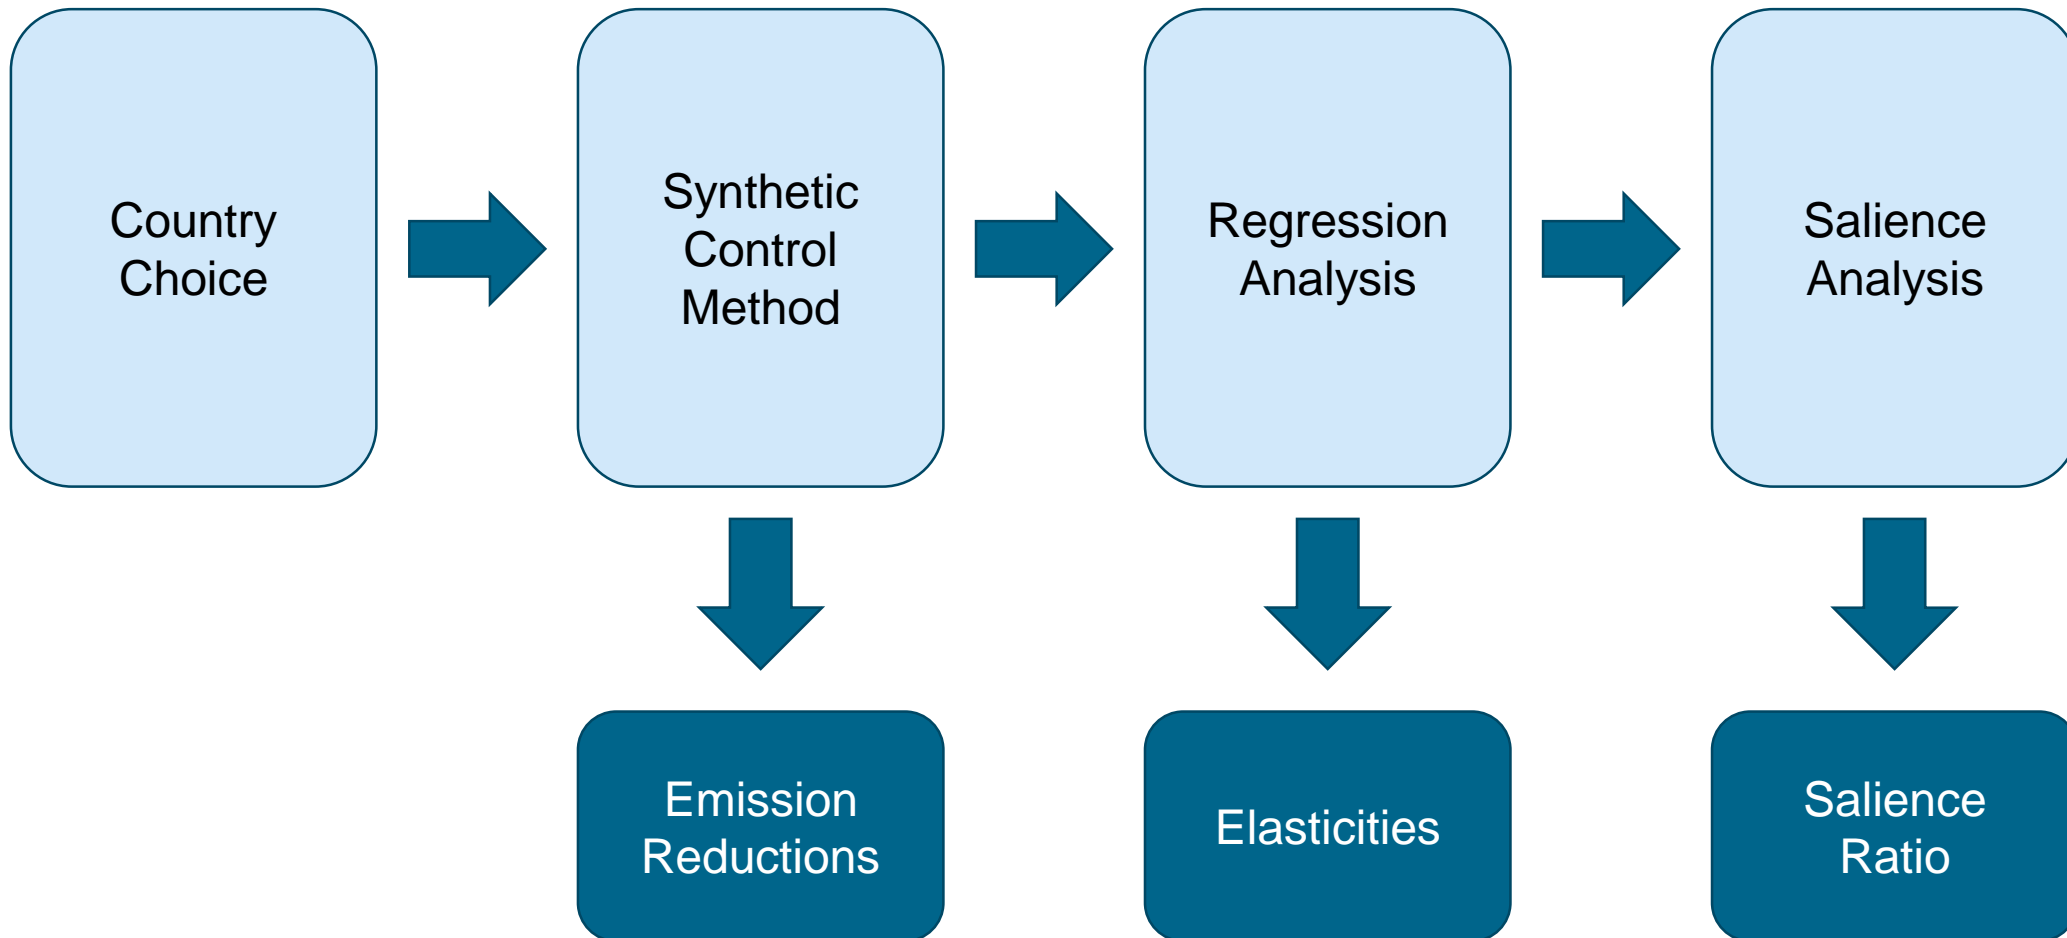 Country
Choice
Synthetic
Control
Method
Regression
Analysis
Salience
Analysis
Emission
Reductions
Elasticities
Salience
Ratio